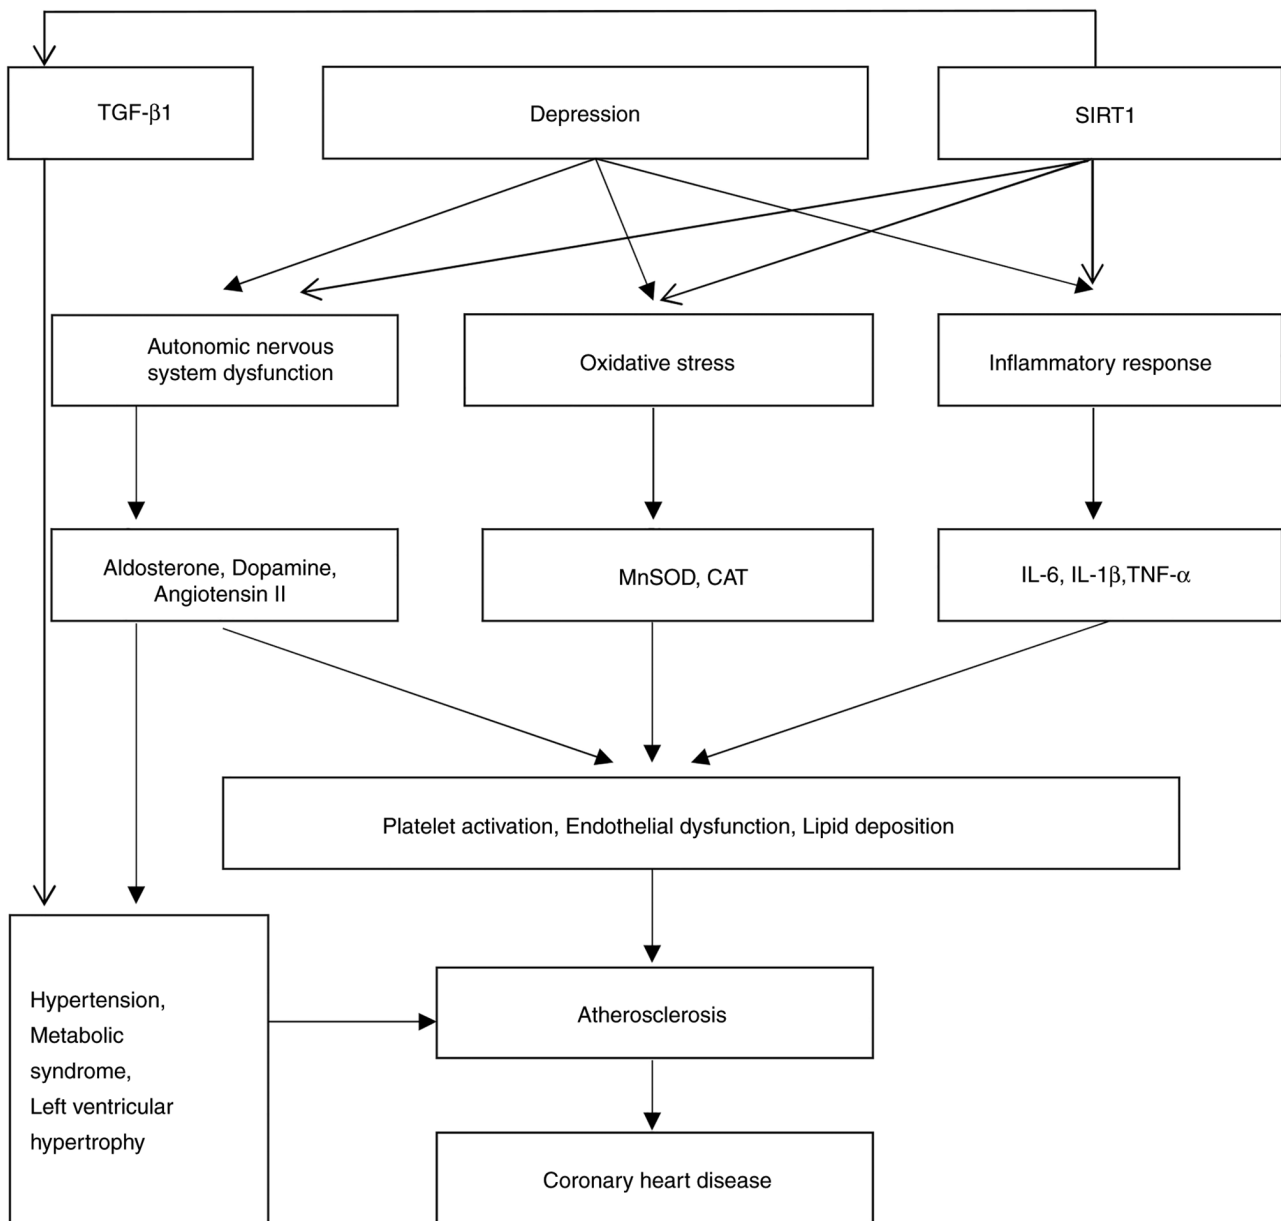 TGF-β1
Depression
SIRT1
Autonomic nervous
system dysfunction
Oxidative stress
Inflammatory response
Aldosterone, Dopamine,
Angiotensin II
MnSOD, CAT
IL-6, IL-1β,TNF-α
Platelet activation, Endothelial dysfunction, Lipid deposition
Hypertension,
Metabolic
syndrome,
Left ventricular
hypertrophy
Atherosclerosis
Coronary heart disease